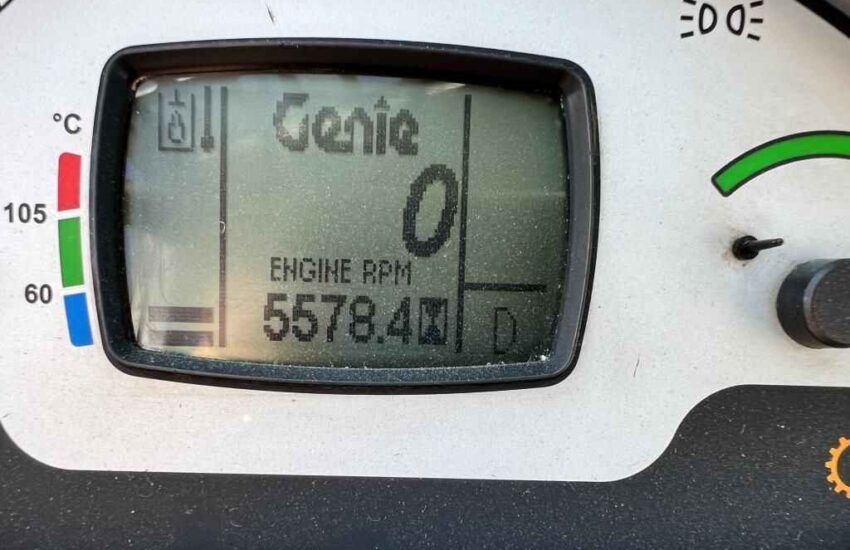 Genie
°C
0
105
ENGINE RPM
60
5578.4
D